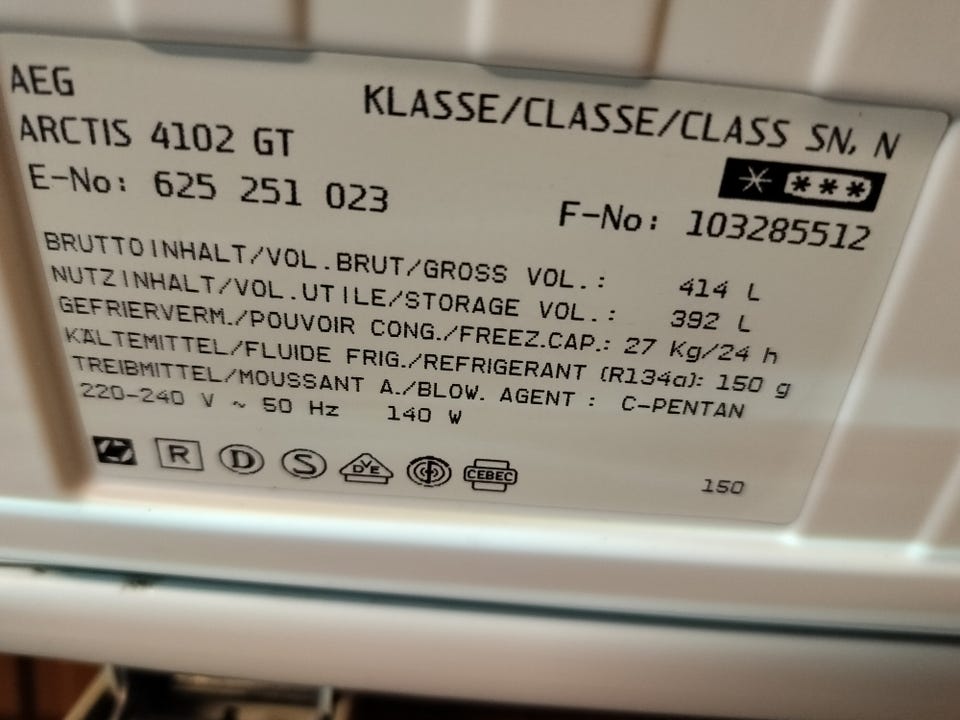 AEG
KLASSE/CLASSE/CLASS SN, N
ARCTIS 4102 GT
* ***
E-No: 625 251 023
F-No: 103285512
BRUTTOINHALT/VOL.BRUT/GROSS VOL.: 414 L
NUTZINHALT/VOL.UTILE/STORAGE VOL.: 392 L
GEFRIERVERM./POUVOIR CONG./FREEZ.CAP.: 27 Kg/24 h
KÄLTEMITTEL/FLUIDE FRIG./REFRIGERANT (R134a): 150 g
TREIBMITTEL/MOUSSANT A./BLOW. AGENT : C-PENTAN
220-240 V ~ 50 Hz 140 W
R D S DVE CEBEC
150